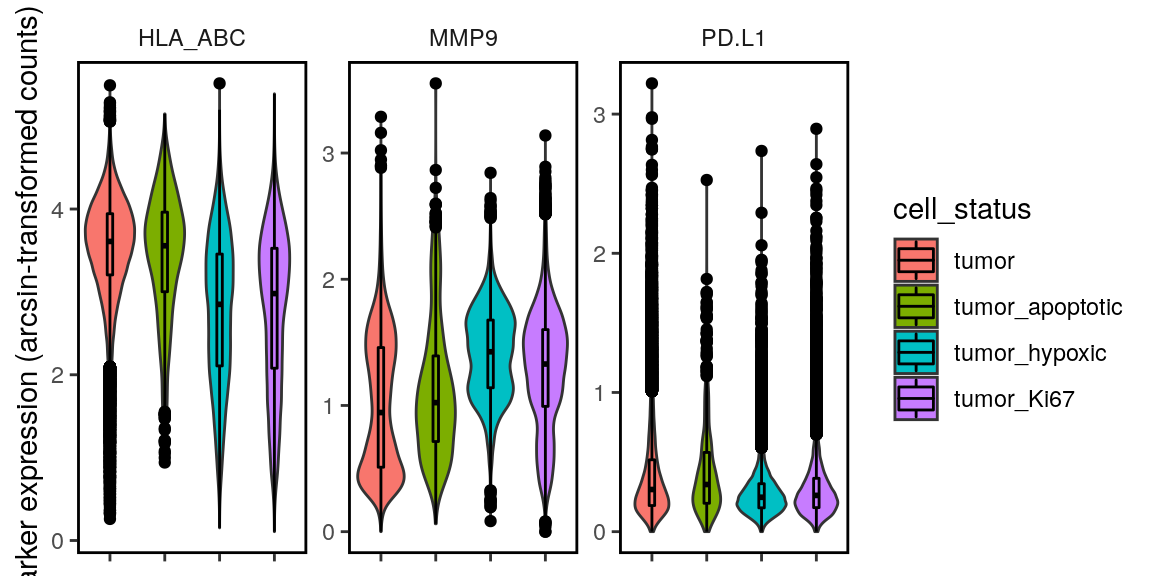 arker expression (arcsin-transformed counts)
HLA_ABC
MMP9
PD.L1
4
2
0
3
2
1
0
3
2
1
0
cell_status
tumor
tumor_apoptotic
tumor_hypoxic
tumor_Ki67